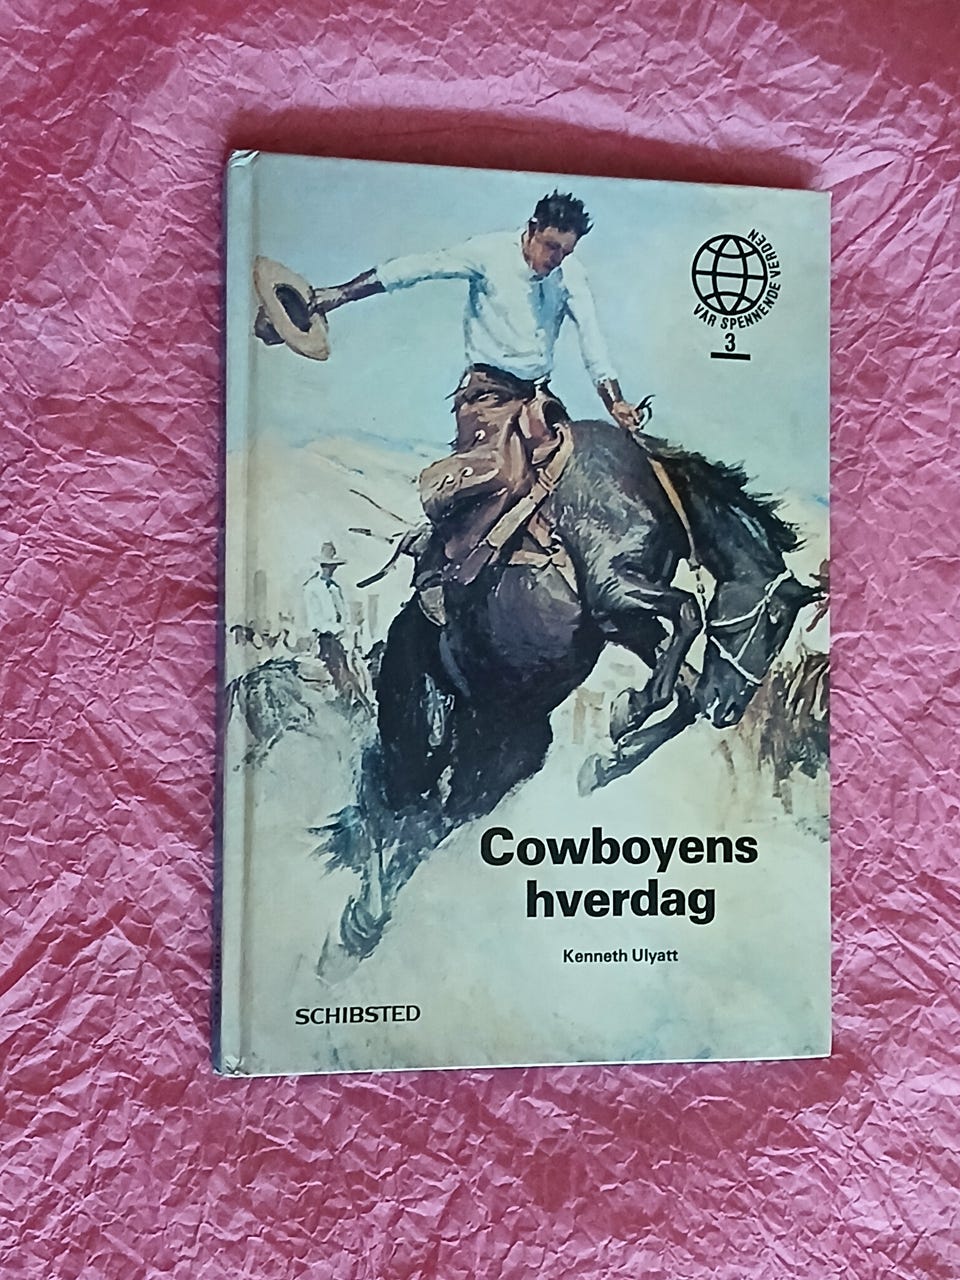 VÅR SPENNENDE VERDEN
3
Cowboyens
hverdag
Kenneth Ulyatt
SCHIBSTED